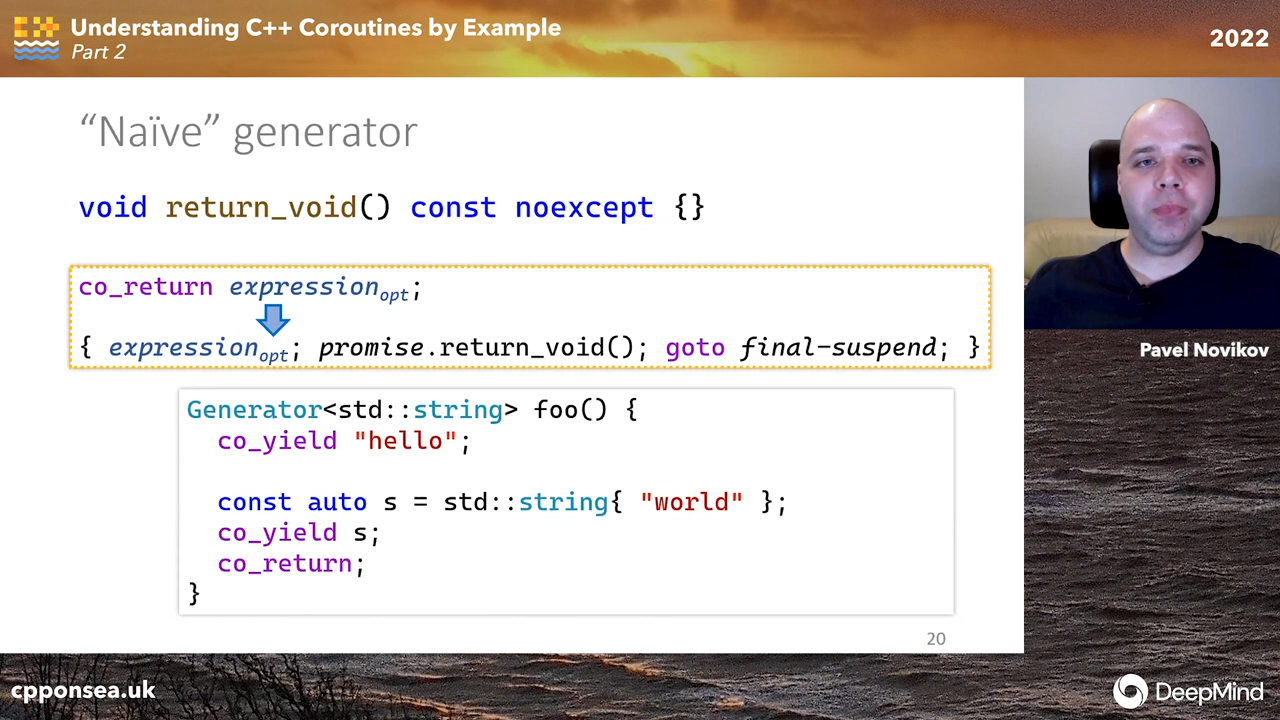 Understanding C++ Coroutines by Example
Part 2
2022
“Naïve” generator
void return_void() const noexcept {}
co_return expressionopt;
{ expressionopt; promise.return_void(); goto final-suspend; }
Generator<std::string> foo() {
co_yield "hello";
const auto s = std::string{ "world" };
co_yield s;
co_return;
}
20
Pavel Novikov
cpponsea.uk
DeepMind